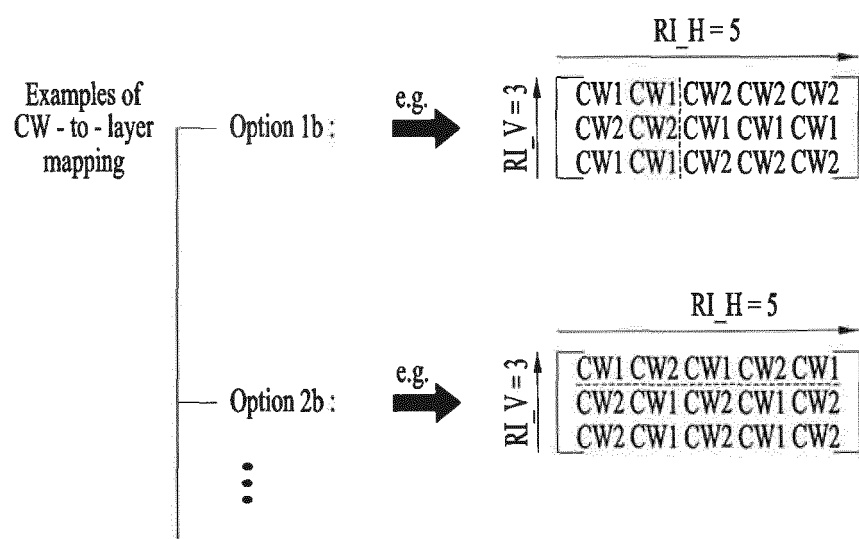 RI_H = 5
Examples of
CW - to - layer
mapping
Option 1b :
e.g.
RI_V = 3
CW1 CW1 CW2 CW2 CW2
CW2 CW2 CW1 CW1 CW1
CW1 CW1 CW2 CW2 CW2
RI_H = 5
Option 2b :
e.g.
RI_V = 3
CW1 CW2 CW1 CW2 CW1
CW2 CW1 CW2 CW1 CW2
CW2 CW1 CW2 CW1 CW2